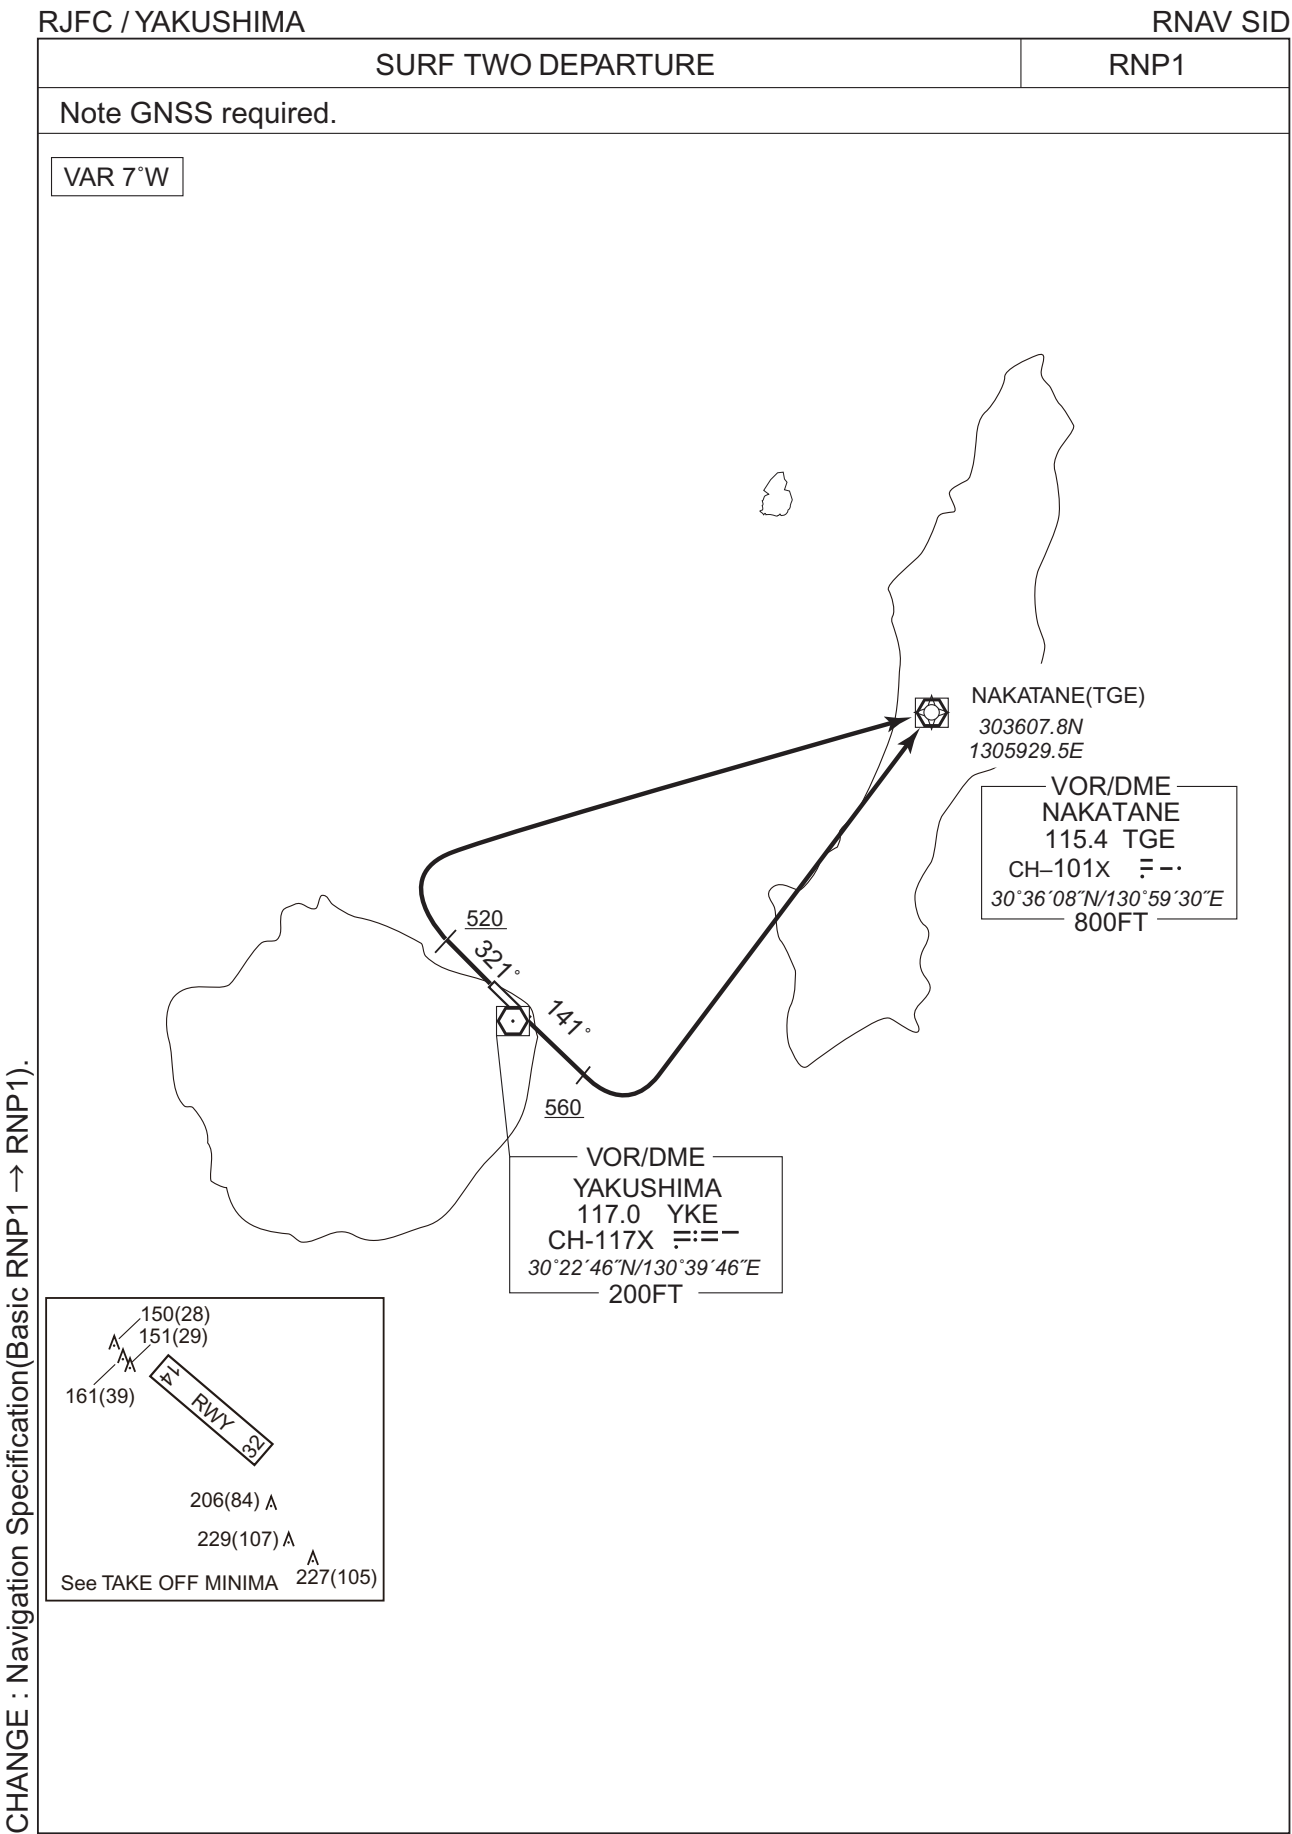 RJFC / YAKUSHIMA
RNAV SID
SURF TWO DEPARTURE
RNP1
Note GNSS required.
VAR 7˚W
NAKATANE(TGE)
303607.8N
1305929.5E
VOR/DME
NAKATANE
115.4 TGE
CH–101X
30˚36´08˝N/130˚59´30˝E
800FT
520
321˚
141˚
560
VOR/DME
YAKUSHIMA
117.0 YKE
CH-117X
30˚22´46˝N/130˚39´46˝E
200FT
150(28)
151(29)
161(39)
14 RWY 32
206(84)
229(107)
227(105)
See TAKE OFF MINIMA
CHANGE : Navigation Specification(Basic RNP1 → RNP1).